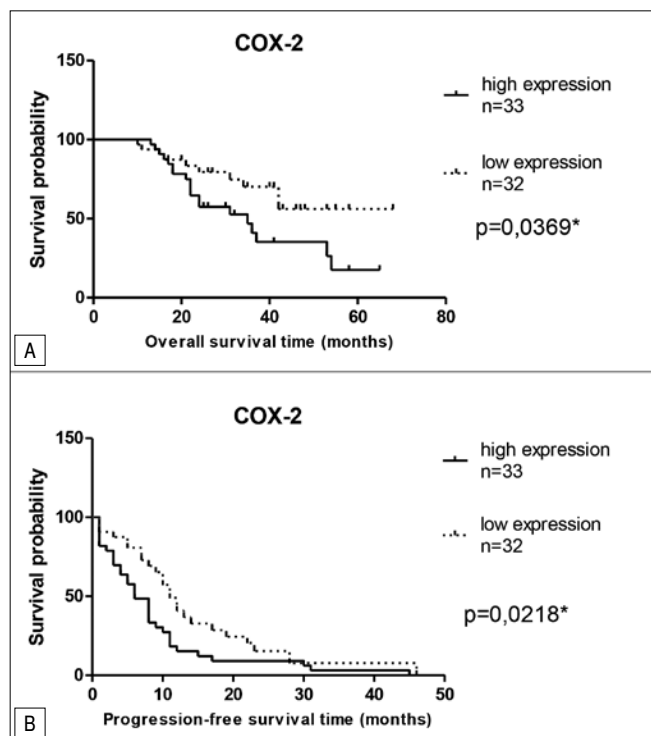 COX-2
150
100
50
0
0 20 40 60 80
Survival probability
Overall survival time (months)
high expression
n=33
low expression
n=32
p=0,0369*
A
COX-2
150
100
50
0
0 10 20 30 40 50
Survival probability
Progression-free survival time (months)
high expression
n=33
low expression
n=32
p=0,0218*
B